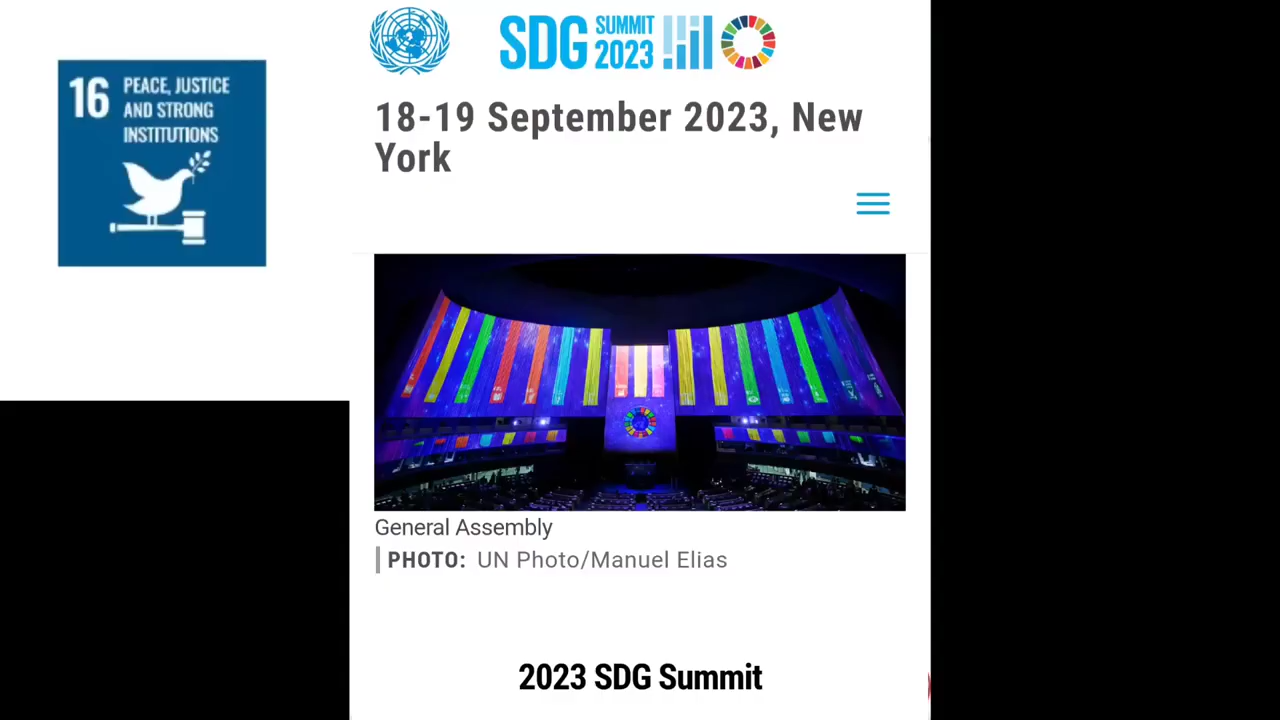 16 PEACE, JUSTICE
AND STRONG
INSTITUTIONS
SDG SUMMIT
2023
18-19 September 2023, New
York
General Assembly
PHOTO: UN Photo/Manuel Elias
2023 SDG Summit